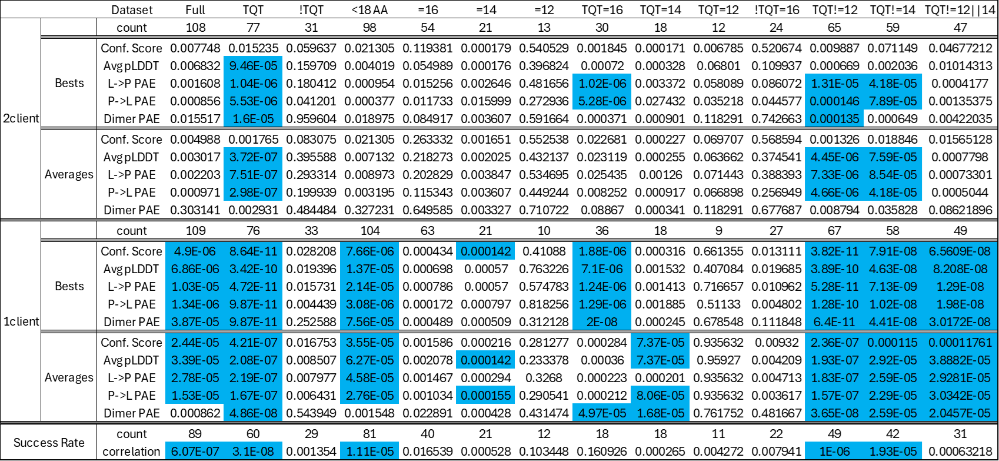 Dataset Full TQT !TQT <18 AA =16 =14 =12 TQT=16 TQT=14 TQT=12 !TQT=16 TQT!=12 TQT!=14 TQT!=12||14
count 108 77 31 98 54 21 13 30 18 12 24 65 59 47
Conf. Score 0.007748 0.015235 0.059637 0.021305 0.119381 0.000179 0.540529 0.001845 0.000171 0.006785 0.520674 0.009887 0.071149 0.04677212
Avg pLDDT 0.006832 9.46E-05 0.159709 0.004019 0.054989 0.000176 0.396824 0.00072 0.000328 0.06801 0.109937 0.000669 0.002036 0.01014313
Bests L->P PAE 0.001608 1.04E-06 0.180412 0.000954 0.015256 0.002646 0.481656 1.02E-06 0.003372 0.058089 0.086072 1.31E-05 4.18E-05 0.0004177
P->L PAE 0.000856 5.53E-06 0.041201 0.000377 0.011733 0.015999 0.272936 5.28E-06 0.027432 0.035218 0.044577 0.000146 7.89E-05 0.00135375
2client Dimer PAE 0.015517 1.6E-05 0.959604 0.018975 0.084917 0.003607 0.591664 0.000371 0.000901 0.118291 0.742663 0.000135 0.000649 0.00422035
Conf. Score 0.004988 0.001765 0.083075 0.021305 0.263332 0.001651 0.552538 0.022681 0.000227 0.069707 0.568594 0.001326 0.018846 0.01565128
Avg pLDDT 0.003017 3.72E-07 0.395588 0.007132 0.218273 0.002025 0.432137 0.023119 0.000255 0.063662 0.374541 4.45E-06 7.59E-05 0.0007798
Averages L->P PAE 0.002203 7.51E-07 0.293314 0.008973 0.202829 0.003847 0.534695 0.025435 0.00126 0.071443 0.388393 7.33E-06 8.54E-05 0.00073301
P->L PAE 0.000971 2.98E-07 0.199939 0.003195 0.115343 0.003607 0.449244 0.008252 0.000917 0.066898 0.256949 4.66E-06 4.18E-05 0.0005044
Dimer PAE 0.303141 0.002931 0.484484 0.327231 0.649585 0.003327 0.710722 0.08867 0.000341 0.118291 0.677687 0.008794 0.035828 0.08621896
count 109 76 33 104 63 21 10 36 18 9 27 67 58 49
Conf. Score 4.9E-06 8.64E-11 0.028208 7.66E-06 0.000434 0.000142 0.41088 1.88E-06 0.000316 0.661355 0.013111 3.82E-11 7.91E-08 6.5609E-08
Avg pLDDT 6.86E-06 3.42E-10 0.019396 1.37E-05 0.000698 0.00057 0.763226 7.1E-06 0.001532 0.407084 0.019685 3.89E-10 4.63E-08 8.208E-08
Bests L->P PAE 1.03E-05 4.72E-11 0.015731 2.14E-05 0.000786 0.00057 0.574783 1.24E-06 0.001413 0.716657 0.010962 5.28E-11 7.13E-09 1.29E-08
P->L PAE 1.34E-06 9.87E-11 0.004439 3.08E-06 0.000172 0.000797 0.818256 1.29E-06 0.001885 0.51133 0.004802 1.28E-10 1.02E-08 1.98E-08
1client Dimer PAE 3.87E-05 9.87E-11 0.252588 7.56E-05 0.000489 0.000509 0.312128 2E-08 0.000245 0.678548 0.111848 6.4E-11 4.41E-08 3.0172E-08
Conf. Score 2.44E-05 4.21E-07 0.016753 3.55E-05 0.001586 0.000216 0.281277 0.000284 7.37E-05 0.935632 0.00932 2.36E-07 0.000115 0.00011761
Avg pLDDT 3.39E-05 2.08E-07 0.008507 6.27E-05 0.002078 0.000142 0.233378 0.00036 7.37E-05 0.95927 0.004209 1.93E-07 2.92E-05 3.8882E-05
Averages L->P PAE 2.78E-05 2.19E-07 0.007977 4.58E-05 0.001467 0.000294 0.3268 0.000223 0.000201 0.935632 0.004713 1.83E-07 2.59E-05 2.9281E-05
P->L PAE 1.53E-05 1.67E-07 0.006431 2.76E-05 0.001034 0.000155 0.290541 0.000212 8.06E-05 0.935632 0.003617 1.57E-07 2.29E-05 3.0342E-05
Dimer PAE 0.000862 4.86E-08 0.543949 0.001548 0.022891 0.000428 0.431474 4.97E-05 1.68E-05 0.761752 0.481667 3.65E-08 2.59E-05 2.0457E-05
Success Rate count 89 60 29 81 40 21 12 18 18 11 22 49 42 31
correlation 6.07E-07 3.1E-08 0.001354 1.11E-05 0.016539 0.000528 0.103448 0.160926 0.000265 0.004272 0.007941 1E-06 1.93E-05 0.00063218